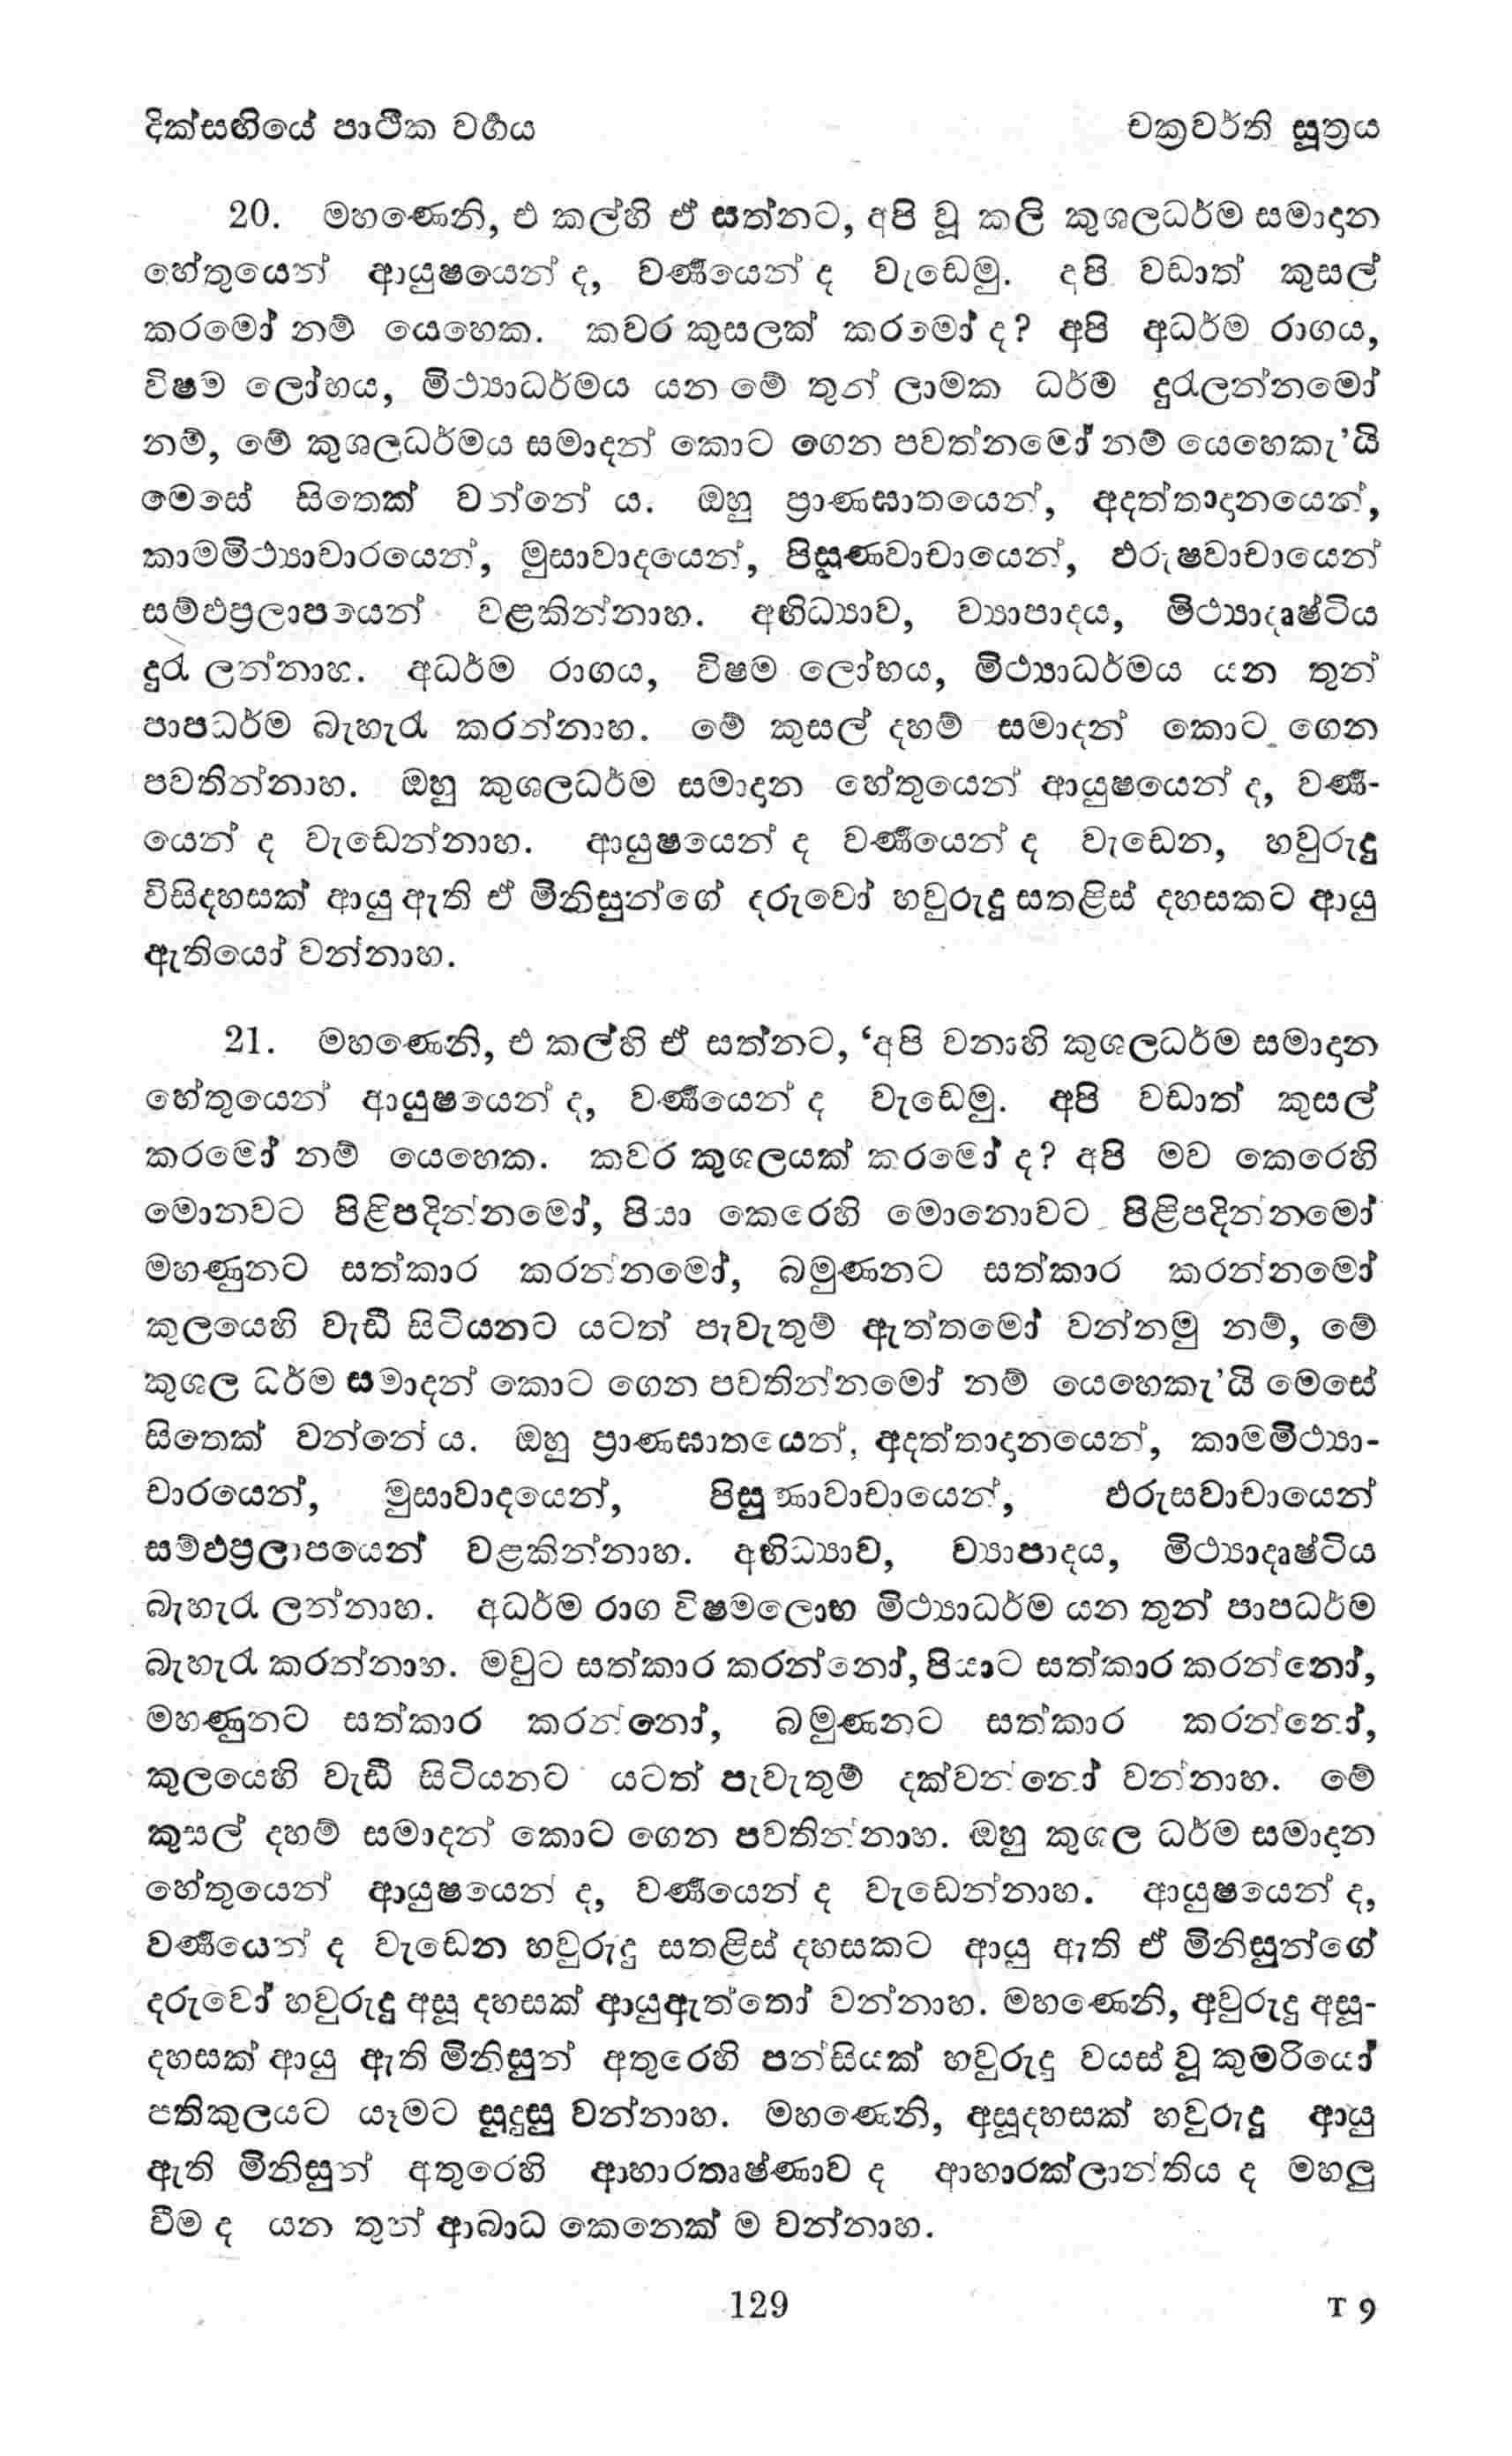 දික්සඟියේ පාථික වර්‍ගය
චක්‍රවර්ති සූත්‍රය
20. මහණෙනි, එ කල්හි ඒ සත්නට, අපි වූ කලි කුශලධර්ම සමාදාන
හේතුයෙන් ආයුෂයෙන් ද, වර්‍ණයෙන් ද වැඩෙමු. දපි වඩාත් කුසල්
කරමෝ නම් යෙහෙක. කවර කුසලක් කරමෝ ද? අපි අධර්ම රාගය,
විෂම ලෝභය, මිථ්‍යාධර්මය යන මේ තුන් ලාමක ධර්ම දුරැලන්නමෝ
නම්, මේ කුශලධර්මය සමාදන් කොට ගෙන පවත්නමෝ නම් යෙහෙකැ’යි
මෙසේ සිතෙක් වන්නේ ය. ඔහු ප්‍රාණඝාතයෙන්, අදත්තාදානයෙන්,
කාමමිථ්‍යාචාරයෙන්, මුසාවාදයෙන්, පිසුණවාචායෙන්, ඵරුෂවාචායෙන්
සම්ඵප්‍රලාපයෙන් වළකින්නාහ. අභිධ්‍යාව, ව්‍යාපාදය, මිථ්‍යාදෘෂ්ටිය
දුරැ ලන්නාහ. අධර්ම රාගය, විෂම ලෝභය, මිථ්‍යාධර්මය යන තුන්
පාපධර්ම බැහැරැ කරන්නාහ. මේ කුසල් දහම් සමාදන් කොට ගෙන
පවතින්නාහ. ඔහු කුශලධර්ම සමාදාන හේතුයෙන් ආයුෂයෙන් ද, වර්‍ණ-
යෙන් ද වැඩෙන්නාහ. ආයුෂයෙන් ද වර්‍ණයෙන් ද වැඩෙන, හවුරුදු
විසිදහසක් ආයු ඇති ඒ මිනිසුන්ගේ දරුවෝ හවුරුදු සතළිස් දහසකට ආයු
ඇතියෝ වන්නාහ.
21. මහණෙනි, එ කල්හි ඒ සත්නට, ‘අපි වනාහි කුශලධර්ම සමාදාන
හේතුයෙන් ආයුෂයෙන් ද, වර්‍ණයෙන් ද වැඩෙමු. අපි වඩාත් කුසල්
කරමෝ නම් යෙහෙක. කවර කුශලයක් කරමෝ ද? අපි මව කෙරෙහි
මොනවට පිළිපදින්නමෝ, පියා කෙරෙහි මොනොවට පිළිපදින්නමෝ
මහණුනට සත්කාර කරන්නමෝ, බමුණනට සත්කාර කරන්නමෝ
කුලයෙහි වැඩී සිටියනට යටත් පැවැතුම් ඇත්තමෝ වන්නමු නම්, මේ
කුශල ධර්ම සමාදන් කොට ගෙන පවතින්නමෝ නම් යෙහෙකැ’යි මෙසේ
සිතෙක් වන්නේ ය. ඔහු ප්‍රාණඝාතයෙන්, අදත්තාදානයෙන්, කාමමිථ්‍යා-
චාරයෙන්, මුසාවාදයෙන්, පිසුණාවාචායෙන්, ඵරුසවාචායෙන්
සම්ඵප්‍රලාපයෙන් වළකින්නාහ. අභිධ්‍යාව, ව්‍යාපාදය, මිථ්‍යාදෘෂ්ටිය
බැහැරැ ලන්නාහ. අධර්ම රාග විෂමලොභ මිථ්‍යාධර්ම යන තුන් පාපධර්ම
බැහැරැ කරන්නාහ. මවුට සත්කාර කරන්නෝ, පියාට සත්කාර කරන්නෝ,
මහණුනට සත්කාර කරන්නෝ, බමුණනට සත්කාර කරන්නෝ,
කුලයෙහි වැඩී සිටියනට යටත් පැවැතුම් දක්වන්නෝ වන්නාහ. මේ
කුසල් දහම් සමාදන් කොට ගෙන පවතින්නාහ. ඔහු කුශල ධර්ම සමාදාන
හේතුයෙන් ආයුෂයෙන් ද, වර්‍ණයෙන් ද වැඩෙන්නාහ. ආයුෂයෙන් ද,
වර්‍ණයෙන් ද වැඩෙන හවුරුදු සතළිස් දහසකට ආයු ඇති ඒ මිනිසුන්ගේ
දරුවෝ හවුරුදු අසූ දහසක් ආයුඇත්තෝ වන්නාහ. මහණෙනි, අවුරුදු අසූ-
දහසක් ආයු ඇති මිනිසුන් අතුරෙහි පන්සියක් හවුරුදු වයස් වූ කුමරියෝ
පතිකුලයට යෑමට සුදුසු වන්නාහ. මහණෙනි, අසූදහසක් හවුරුදු ආයු
ඇති මිනිසුන් අතුරෙහි ආහාරතෘෂ්ණාව ද ආහාරක්ලාන්තිය ද මහලු
වීම ද යන තුන් ආබාධ කෙනෙක් ම වන්නාහ.
129
T 9